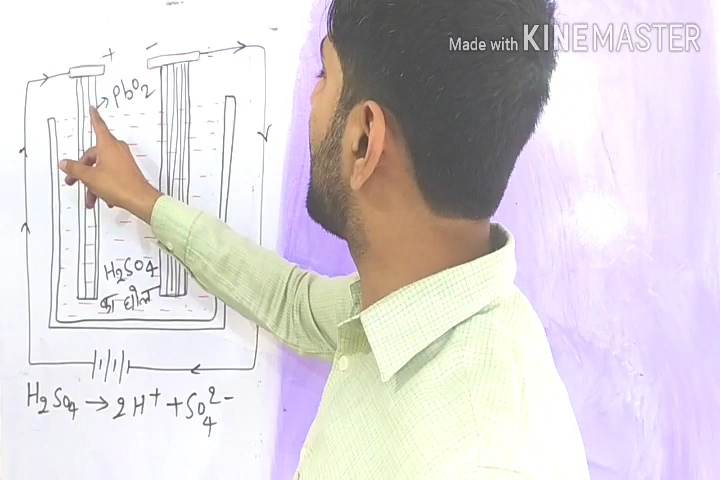 Made with KINEMASTER
+ -
PbO2
H2SO4
का घोल
H2SO4 → 2H+ + SO4 2-